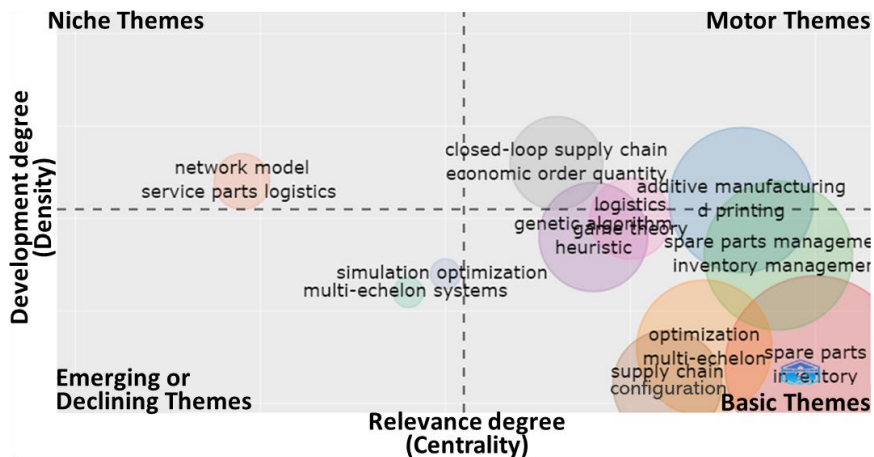 Niche Themes
Motor Themes
Development degree
(Density)
closed-loop supply chain
economic order quantity
network model
service parts logistics
additive manufacturing
d printing
logistics
game theory
genetic algorithm
heuristic
spare parts manageme
inventory managemer
simulation optimization
multi-echelon systems
optimization
multi-echelon
spare parts
inventory
supply chain
configuration
Emerging or
Declining Themes
Basic Themes
Relevance degree
(Centrality)